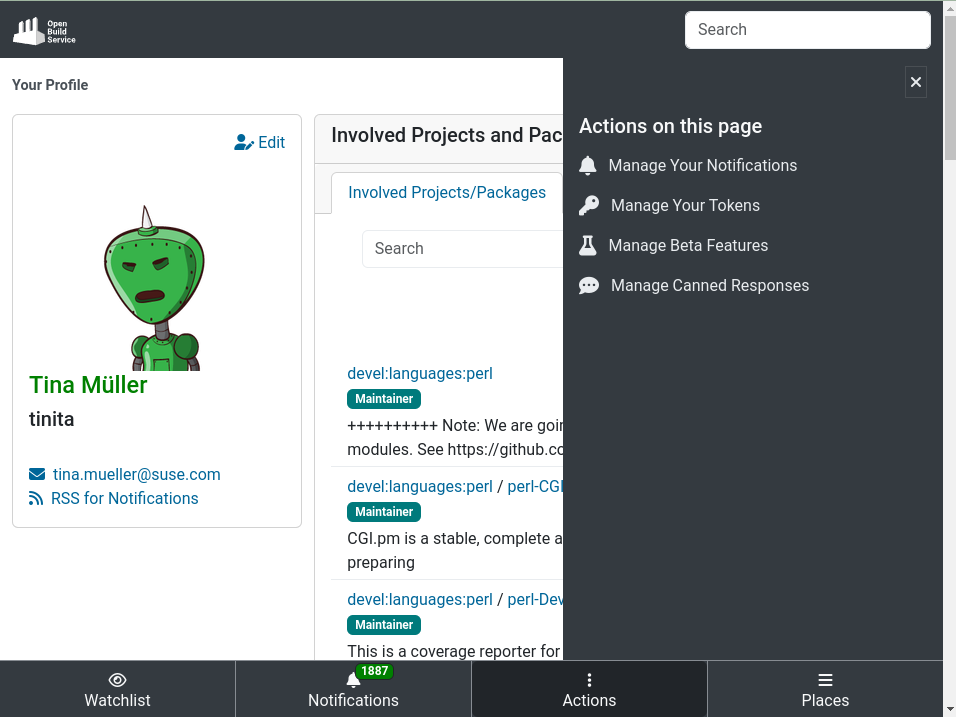 Open
Build
Service
Search
Your Profile
Edit
Tina Müller
tinita
tina.mueller@suse.com
RSS for Notifications
Involved Projects and Pac
Involved Projects/Packages
Search
devel:languages:perl
Maintainer
++++++++++ Note: We are goin
modules. See https://github.co
devel:languages:perl / perl-CGI
Maintainer
CGI.pm is a stable, complete a
preparing
devel:languages:perl / perl-Dev
Maintainer
This is a coverage reporter for
Actions on this page
Manage Your Notifications
Manage Your Tokens
Manage Beta Features
Manage Canned Responses
Watchlist
1887
Notifications
Actions
Places